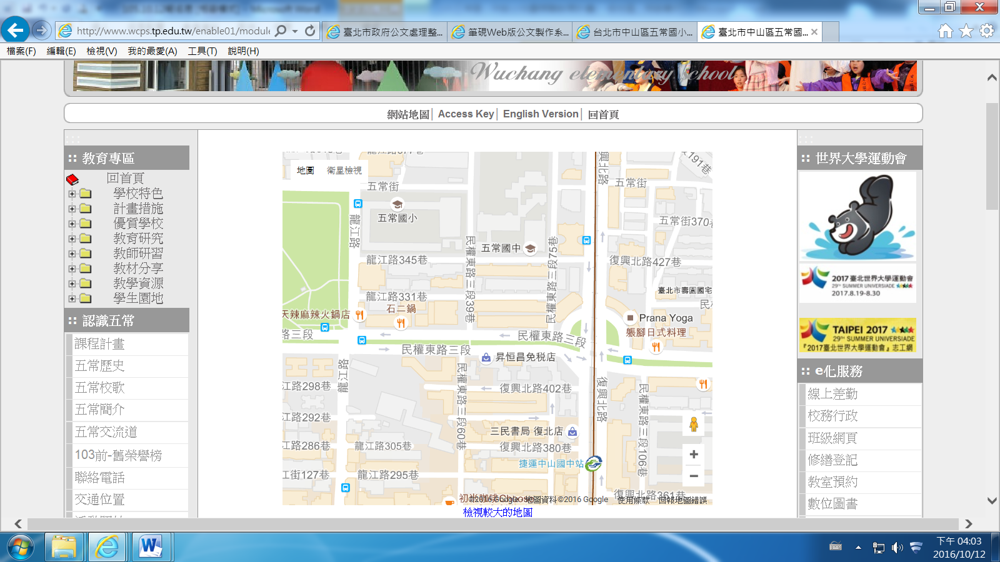 http://www.wcps.tp.edu.tw/enable01/module
臺北市政府公文處理整...
筆硯Web版公文製作系...
台北市中山區五常國小...
臺北市中山區五常國...
檔案(F) 編輯(E) 檢視(V) 我的最愛(A) 工具(T) 說明(H)
Wuchang elementary school
網站地圖 | Access Key | English Version | 回首頁
:: 教育專區
回首頁
學校特色
計畫措施
優質學校
教育研究
教師研習
教材分享
教學資源
學生園地
:: 認識五常
課程計畫
五常歷史
五常校歌
五常簡介
五常交流道
103前-舊榮譽榜
聯絡電話
交通位置
地圖 衛星檢視
龍江路377巷
復興北路
191巷
五常街
五常街
五常國小
龍江路
五常街370巷
五常國中
民權東路三段39巷
民權東路三段75巷
龍江路345巷
復興北路427巷
臺北市壽園國宅
龍江路331巷
石二鍋
天辣麻辣火鍋店
Prana Yoga
脹腳日式料理
路三段
民權東路三段
民權東路三段
昇恒昌免税店
龍江路
民權東路三段60巷
復興北路
民權東路三段106巷
江路298巷
復興北路402巷
江路292巷
三民書局 復北店
江路286巷
龍江路305巷
復興北路380巷
捷運中山國中站
江街127巷
龍江路295巷
復興北路361巷
地圖資料©2016 Google 使用條款 回報地圖錯誤
檢視較大的地圖
:: 世界大學運動會
2017臺北世界大學運動會
29TH SUMMER UNIVERSIADE
2017.8.19-8.30
TAIPEI 2017
29TH SUMMER UNIVERSIADE
『2017臺北世界大學運動會』志工網
:: e化服務
線上差勤
校務行政
班級網頁
修繕登記
教室預約
數位圖書
下午 04:03
2016/10/12